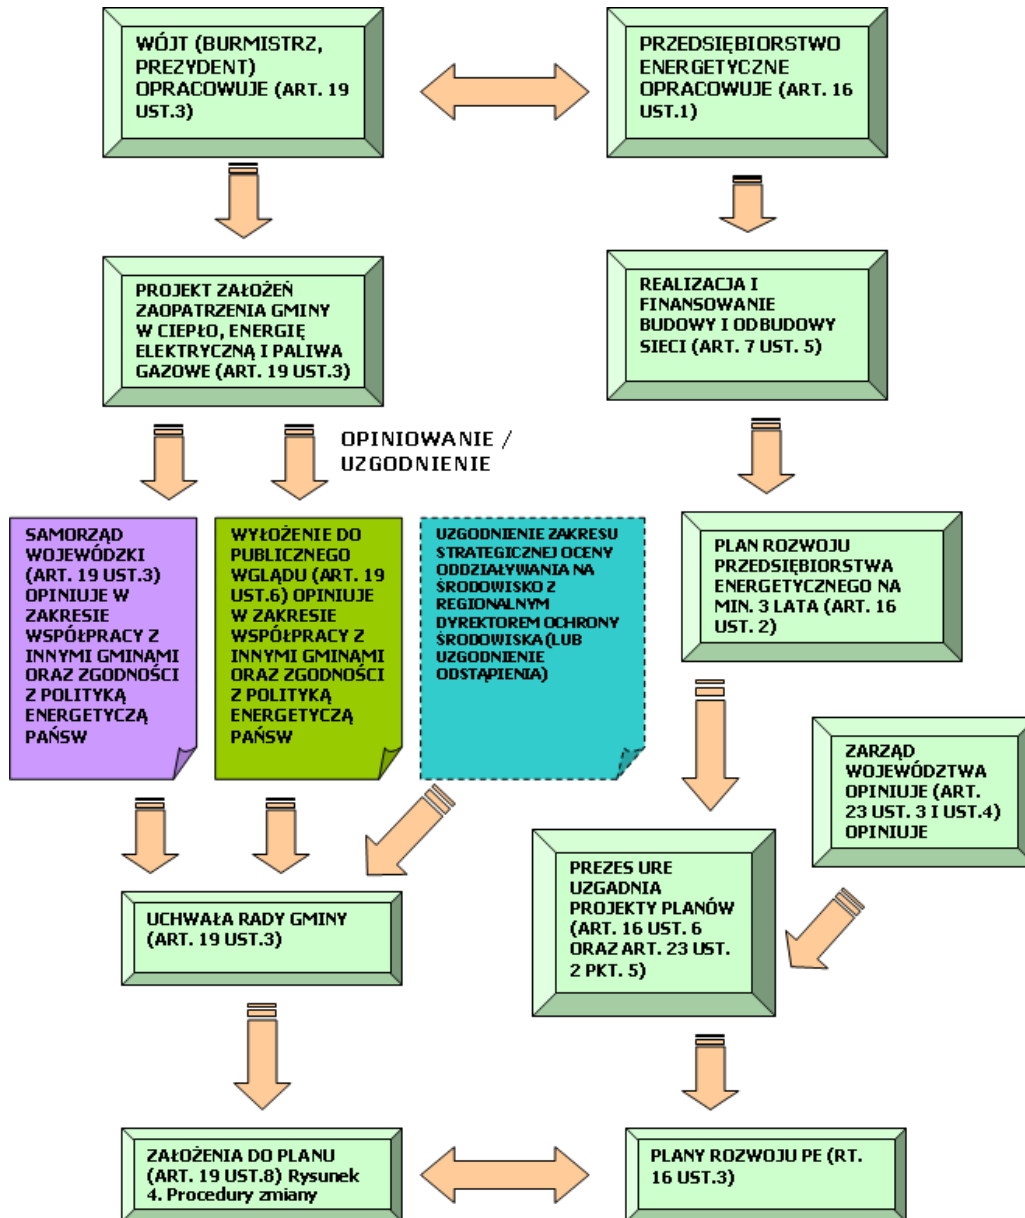 WÓJT (BURMISTRZ,
PREZYDENT)
OPRACOWUJE (ART. 19
UST.3)
PRZEDSIĘBIORSTWO
ENERGETYCZNE
OPRACOWUJE (ART. 16
UST.1)
PROJEKT ZAŁOŻEŃ
ZAOPATRZENIA GMINY
W CIEPŁO, ENERGIĘ
ELEKTRYCZNĄ I PALIWA
GAZOWE (ART. 19 UST.3)
REALIZACJA I
FINANSOWANIE
BUDOWY I ODBUDOWY
SIECI (ART. 7 UST. 5)
OPINIOWANIE /
UZGODNIENIE
SAMORZĄD
WOJEWÓDZKI
(ART. 19 UST.3)
OPINIUJE W
ZAKRESIE
WSPÓŁPRACY Z
INNYMI GMINAMI
ORAZ ZGODNOŚCI
Z POLITYKĄ
ENERGETYCZĄ
PAŃSW
WYŁOŻENIE DO
PUBLICZNEGO
WGLĄDU (ART. 19
UST.6) OPINIUJE
W ZAKRESIE
WSPÓŁPRACY Z
INNYMI GMINAMI
ORAZ ZGODNOŚCI
Z POLITYKĄ
ENERGETYCZĄ
PAŃSW
UZGODNIENIE ZAKRESU
STRATEGICZNEJ OCENY
ODDZIAŁYWANIA NA
ŚRODOWISKO Z
REGIONALNYM
DYREKTOREM OCHRONY
ŚRODOWISKA (LUB
UZGODNIENIE
ODSTĄPIENIA)
PLAN ROZWOJU
PRZEDSIĘBIORSTWA
ENERGETYCZNEGO NA
MIN. 3 LATA (ART. 16
UST. 2)
ZARZĄD
WOJEWÓDZTWA
OPINIUJE (ART.
23 UST. 3 I UST.4)
OPINIUJE
PREZES URE
UZGADNIA
PROJEKTY PLANÓW
(ART. 16 UST. 6
ORAZ ART. 23 UST.
2 PKT. 5)
UCHWAŁA RADY GMINY
(ART. 19 UST.3)
ZAŁOŻENIA DO PLANU
(ART. 19 UST.8) Rysunek
4. Procedury zmiany
PLANY ROZWOJU PE (RT.
16 UST.3)